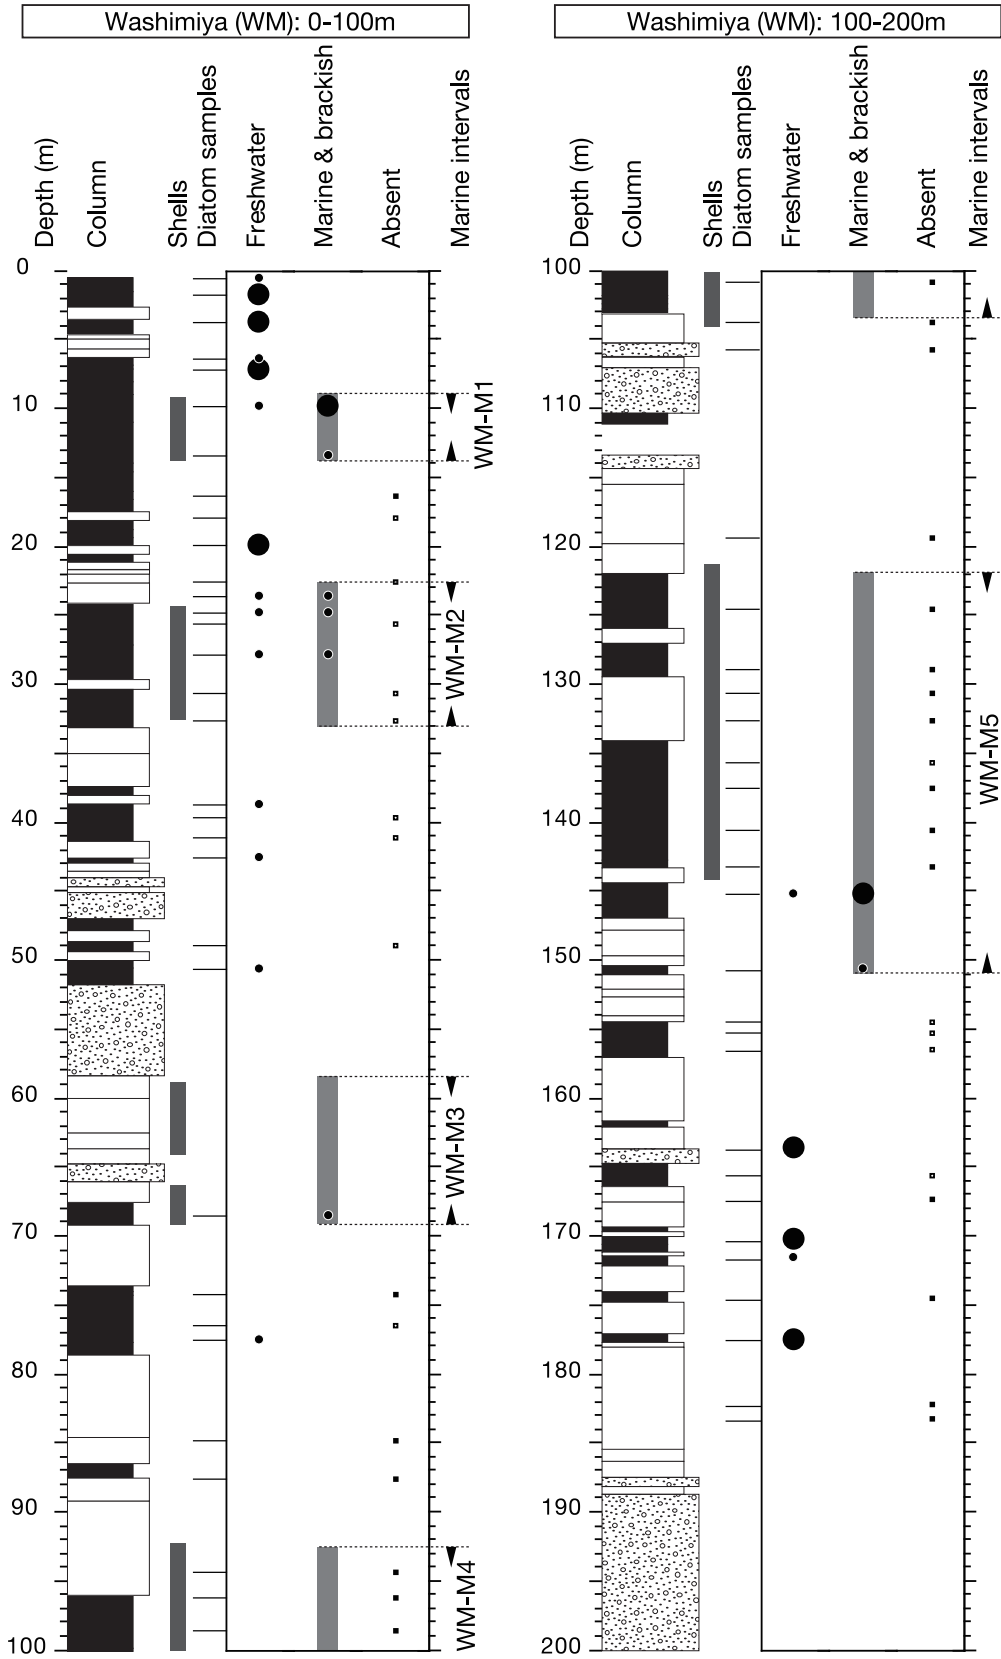 Washimiya (WM): 0-100m
Depth (m)
Column
Shells
Diatom samples
Freshwater
Marine & brackish
Absent
Marine intervals
0
10
20
30
40
50
60
70
80
90
100
WM-M1
WM-M2
WM-M3
WM-M4
Washimiya (WM): 100-200m
Depth (m)
Column
Shells
Diatom samples
Freshwater
Marine & brackish
Absent
Marine intervals
100
110
120
130
140
150
160
170
180
190
200
WM-M5